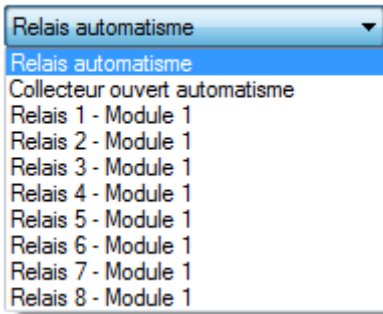 Relais automatisme
Relais automatisme
Collecteur ouvert automatisme
Relais 1 - Module 1
Relais 2 - Module 1
Relais 3 - Module 1
Relais 4 - Module 1
Relais 5 - Module 1
Relais 6 - Module 1
Relais 7 - Module 1
Relais 8 - Module 1